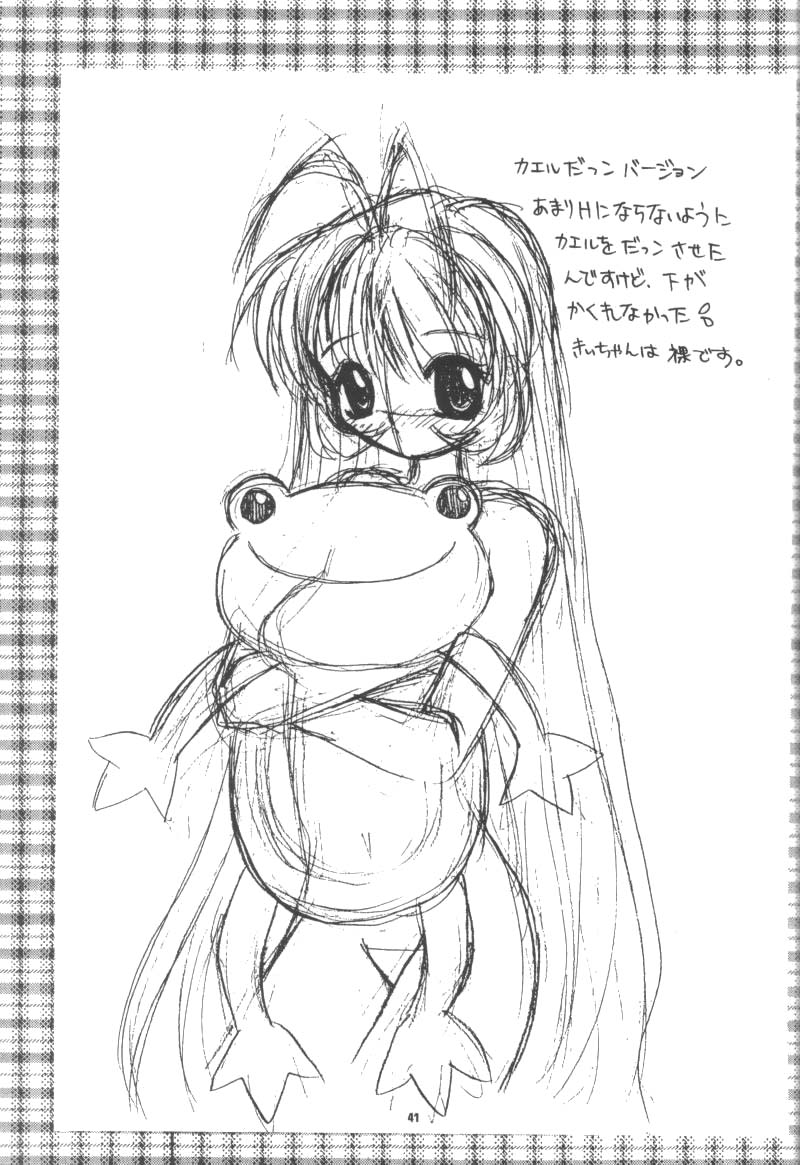 カエルだっこ バージョン
あまりHにならないように
カエルを だっこ させた
んですけど、下が
かくれなかった
きぃちゃんは 裸です。
41